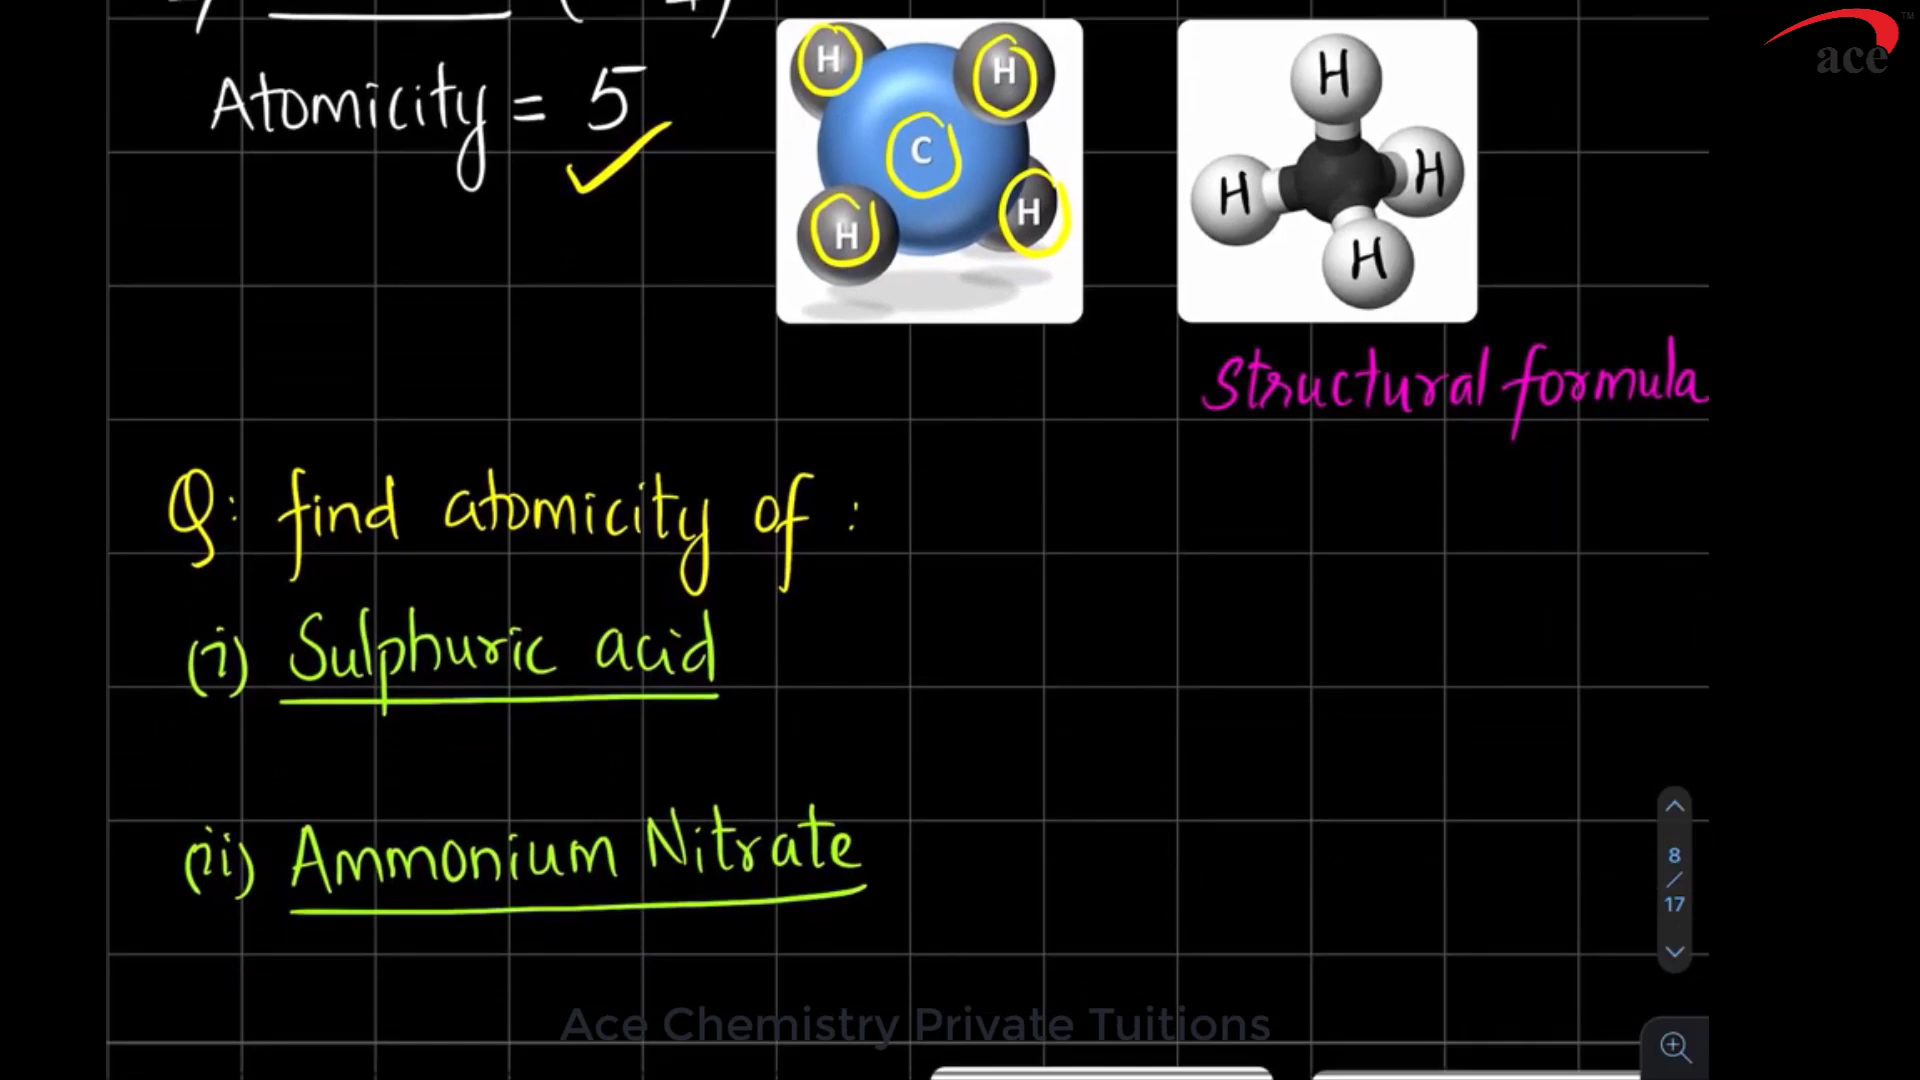 ace
TM
Atomicity = 5
H
H
C
H
H
H
H
H
H
Structural formula
Q: find atomicity of :
(i) Sulphuric acid
(ii) Ammonium Nitrate
8
/
17
Ace Chemistry Private Tuitions